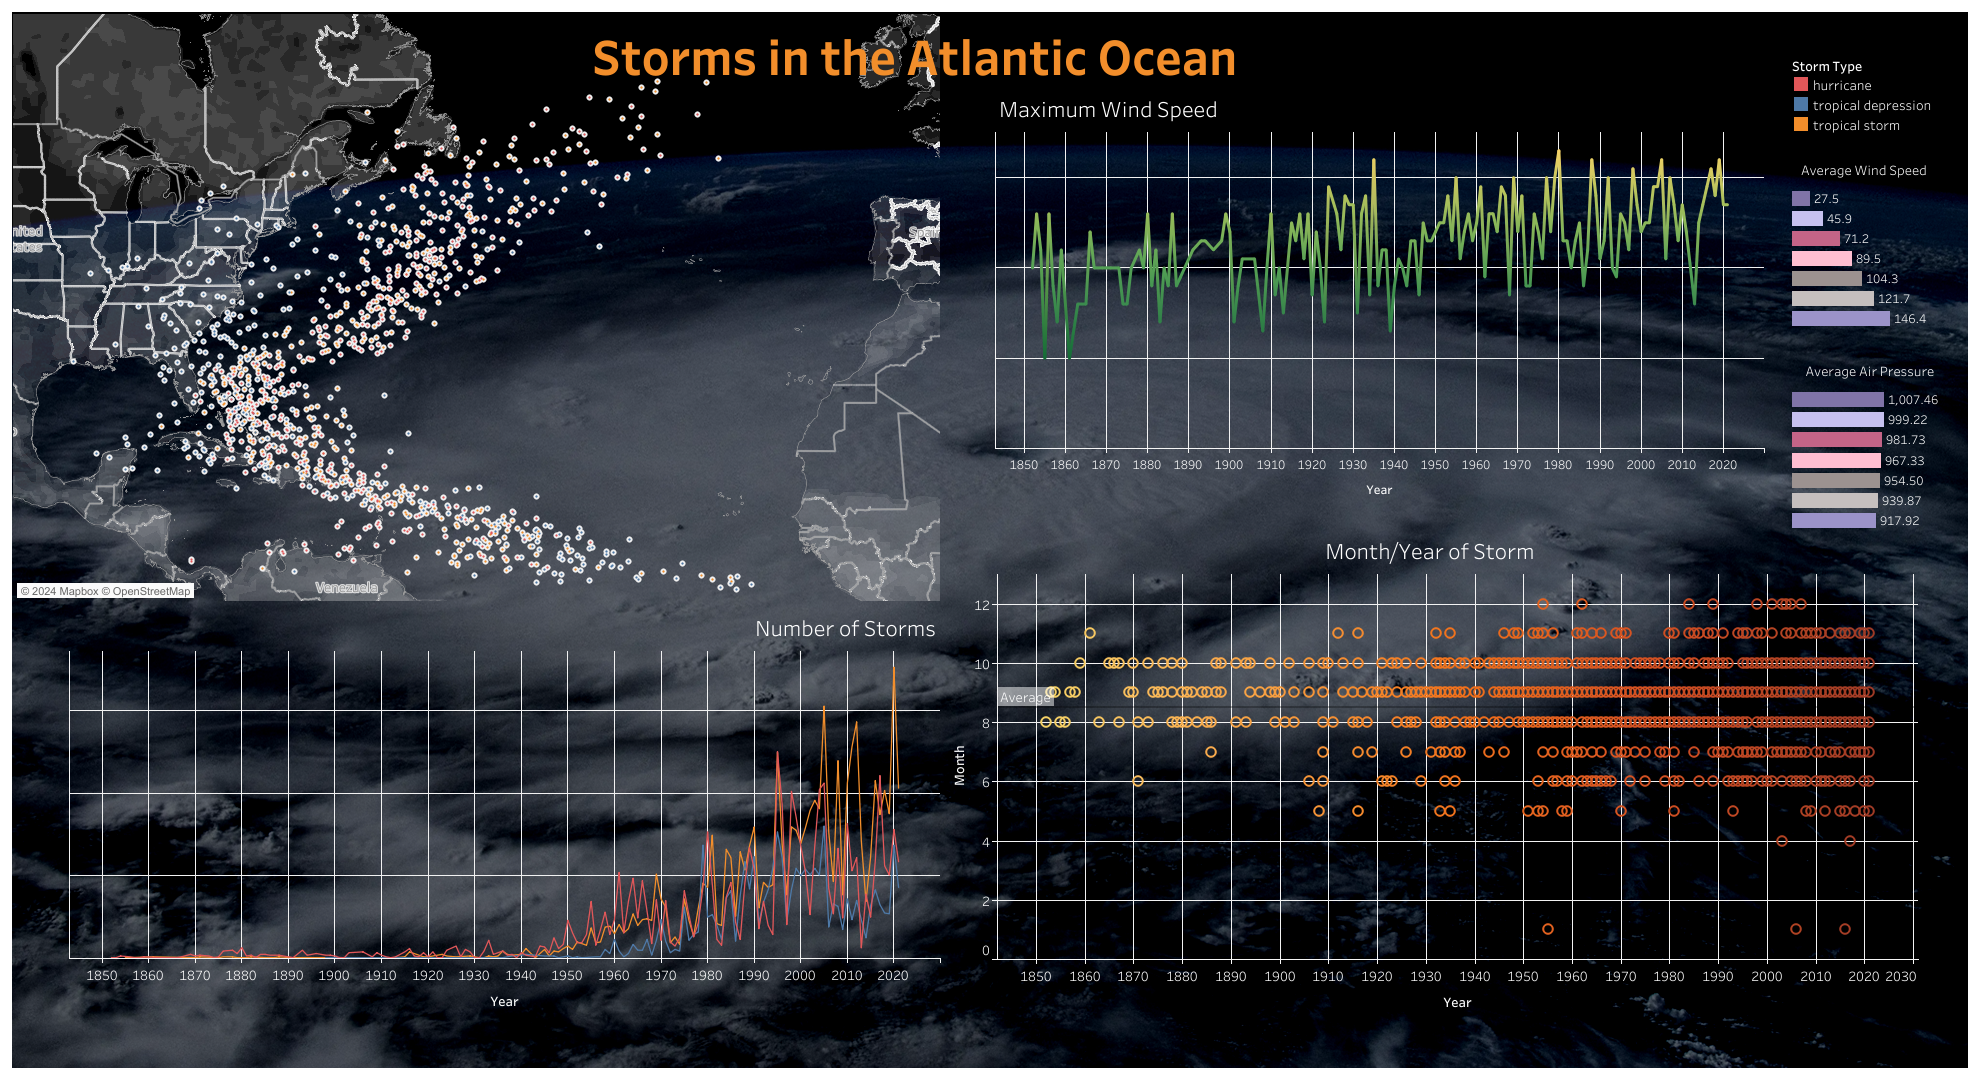 Storms in the Atlantic Ocean
nited
tates
Spain
Venezuela
© 2024 Mapbox © OpenStreetMap
Maximum Wind Speed
1850 1860 1870 1880 1890 1900 1910 1920 1930 1940 1950 1960 1970 1980 1990 2000 2010 2020
Year
Storm Type
hurricane
tropical depression
tropical storm
Average Wind Speed
27.5
45.9
71.2
89.5
104.3
121.7
146.4
Average Air Pressure
1,007.46
999.22
981.73
967.33
954.50
939.87
917.92
Number of Storms
1850 1860 1870 1880 1890 1900 1910 1920 1930 1940 1950 1960 1970 1980 1990 2000 2010 2020
Year
Month/Year of Storm
Month
12
10
Average
8
6
4
2
0
1850 1860 1870 1880 1890 1900 1910 1920 1930 1940 1950 1960 1970 1980 1990 2000 2010 2020 2030
Year